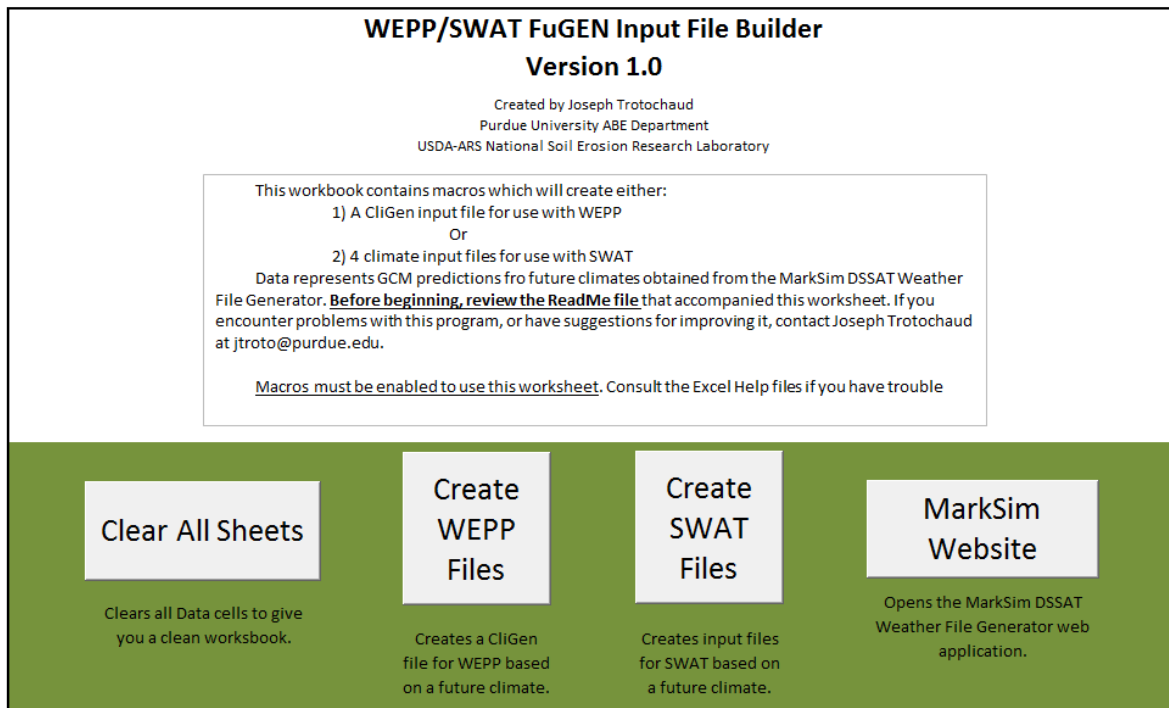 WEPP/SWAT FuGEN Input File Builder
Version 1.0
Created by Joseph Trotochaud
Purdue University ABE Department
USDA-ARS National Soil Erosion Research Laboratory
This workbook contains macros which will create either:
1) A CliGen input file for use with WEPP
Or
2) 4 climate input files for use with SWAT
Data represents GCM predictions fro future climates obtained from the MarkSim DSSAT Weather
File Generator. Before beginning, review the ReadMe file that accompanied this worksheet. If you
encounter problems with this program, or have suggestions for improving it, contact Joseph Trotochaud
at jtroto@purdue.edu.
Macros must be enabled to use this worksheet. Consult the Excel Help files if you have trouble
Clear All Sheets
Clears all Data cells to give
you a clean worksbook.
Create
WEPP
Files
Creates a CliGen
file for WEPP based
on a future climate.
Create
SWAT
Files
Creates input files
for SWAT based on
a future climate.
MarkSim
Website
Opens the MarkSim DSSAT
Weather File Generator web
application.